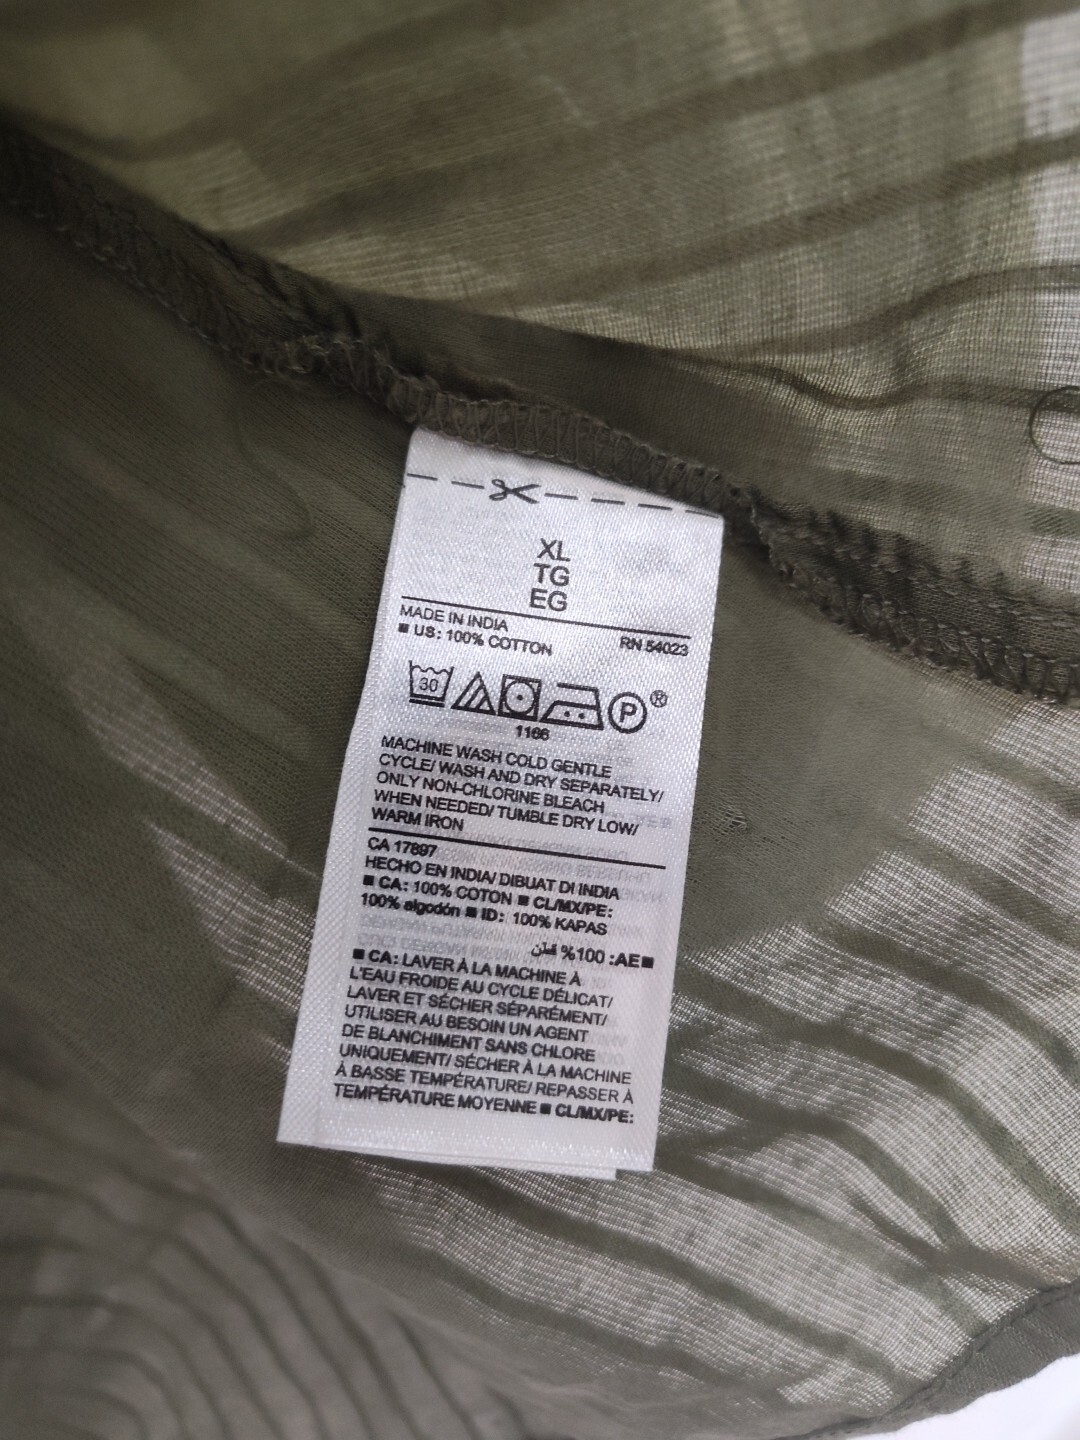 XL
TG
EG
MADE IN INDIA
■ US: 100% COTTON RN 54023
30 P ®
1166
MACHINE WASH COLD GENTLE
CYCLE/ WASH AND DRY SEPARATELY/
ONLY NON-CHLORINE BLEACH
WHEN NEEDED/ TUMBLE DRY LOW/
WARM IRON
CA 17897
HECHO EN INDIA/ DIBUAT DI INDIA
■ CA: 100% COTON ■ CL/MX/PE:
100% algodón ■ ID: 100% KAPAS
■AE: 100% قطن
■ CA: LAVER À LA MACHINE À
L'EAU FROIDE AU CYCLE DÉLICAT/
LAVER ET SÉCHER SÉPARÉMENT/
UTILISER AU BESOIN UN AGENT
DE BLANCHIMENT SANS CHLORE
UNIQUEMENT/ SÉCHER À LA MACHINE
À BASSE TEMPÉRATURE/ REPASSER À
TEMPÉRATURE MOYENNE ■ CL/MX/PE: